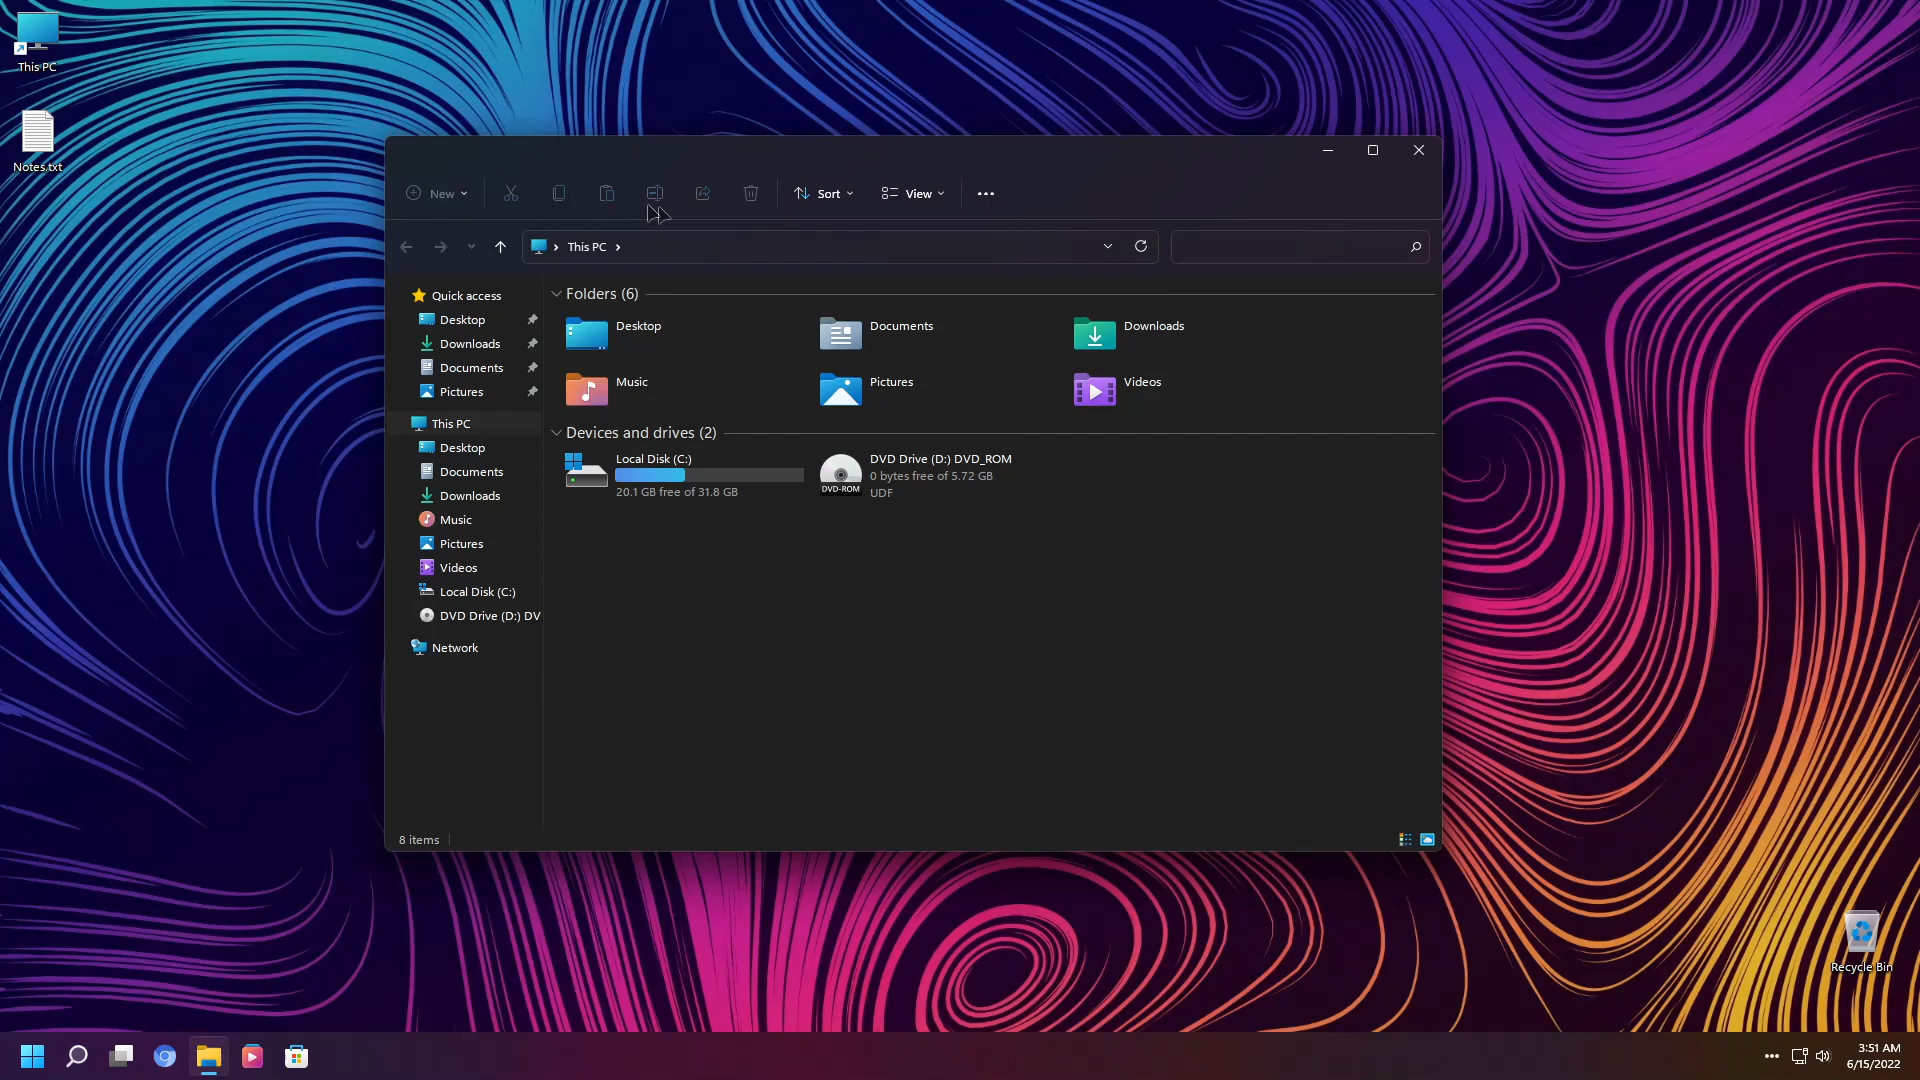 This PC
Notes.txt
New
Sort
View
This PC
Quick access
Desktop
Downloads
Documents
Pictures
This PC
Desktop
Documents
Downloads
Music
Pictures
Videos
Local Disk (C:)
DVD Drive (D:) DV
Network
Folders (6)
Desktop
Documents
Downloads
Music
Pictures
Videos
Devices and drives (2)
Local Disk (C:)
20.1 GB free of 31.8 GB
DVD-ROM
DVD Drive (D:) DVD_ROM
0 bytes free of 5.72 GB
UDF
8 items
Recycle Bin
3:51 AM
6/15/2022